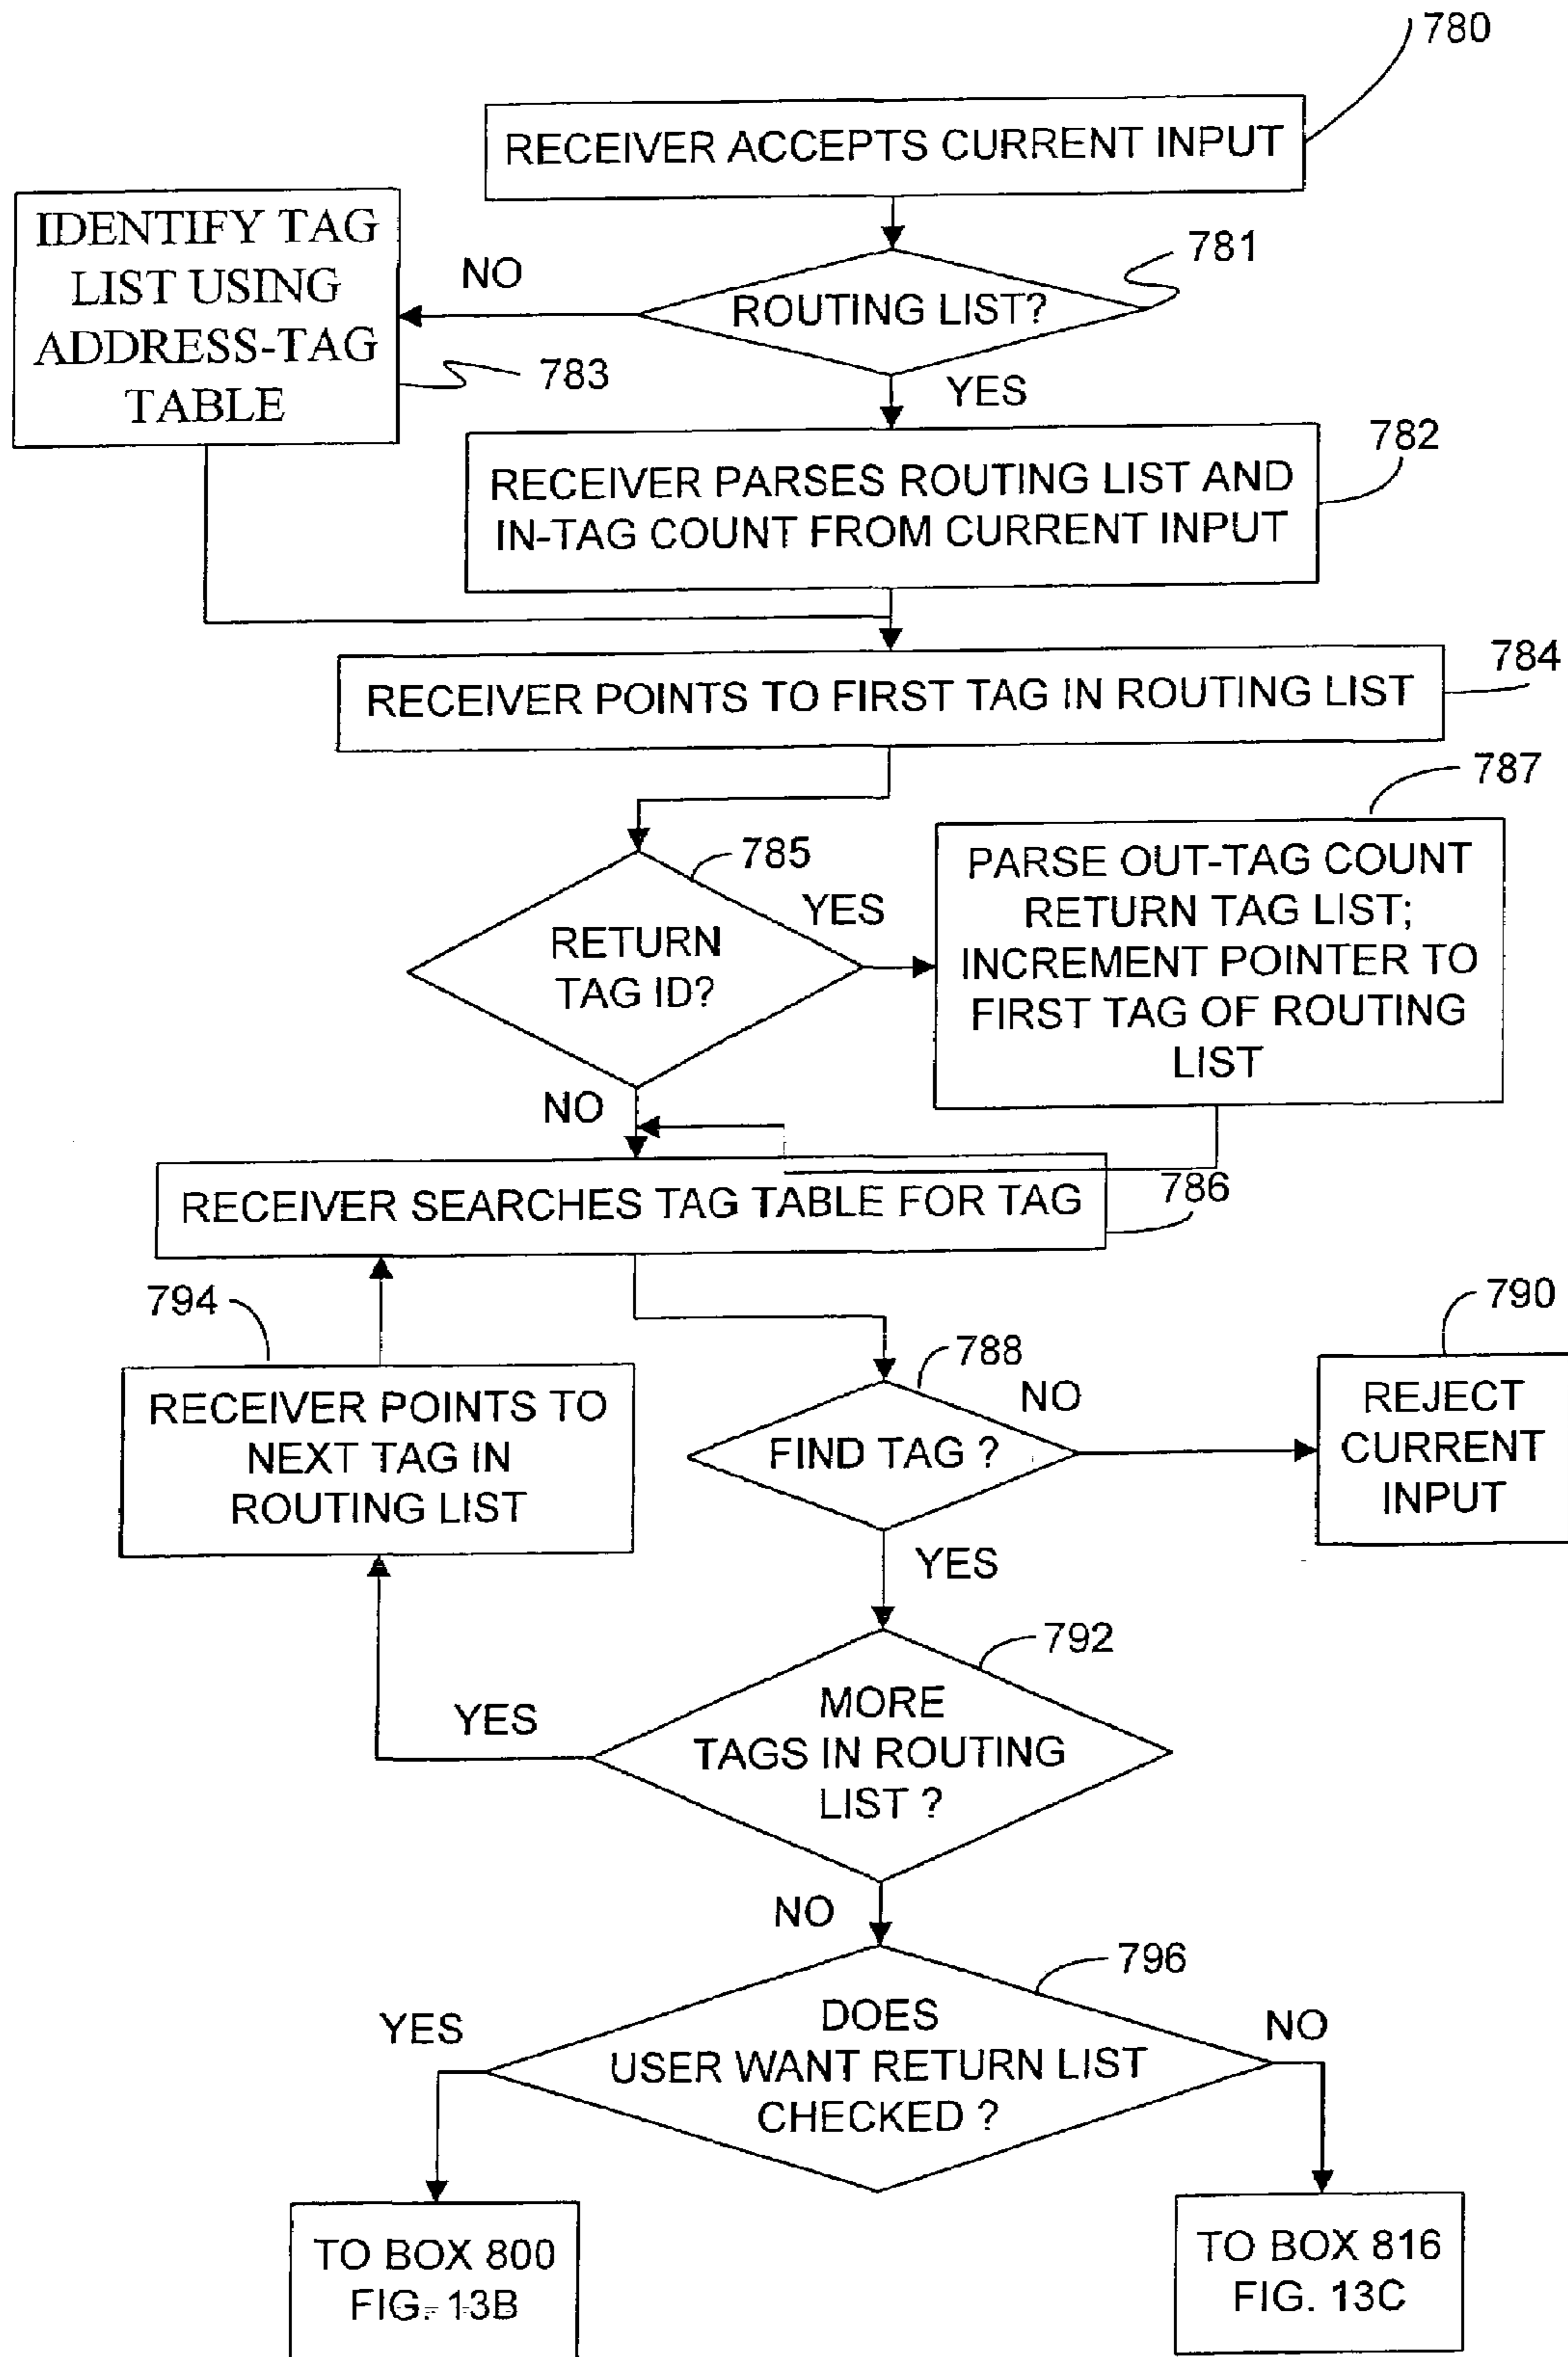 780
RECEIVER ACCEPTS CURRENT INPUT
IDENTIFY TAG
LIST USING
ADDRESS-TAG
TABLE
NO
781
ROUTING LIST?
783
YES
782
RECEIVER PARSES ROUTING LIST AND
IN-TAG COUNT FROM CURRENT INPUT
784
RECEIVER POINTS TO FIRST TAG IN ROUTING LIST
787
785
YES
RETURN
TAG ID?
PARSE OUT-TAG COUNT
RETURN TAG LIST;
INCREMENT POINTER TO
FIRST TAG OF ROUTING
LIST
NO
RECEIVER SEARCHES TAG TABLE FOR TAG
786
794
790
788
NO
RECEIVER POINTS TO
NEXT TAG IN
ROUTING LIST
FIND TAG ?
REJECT
CURRENT
INPUT
YES
792
YES
MORE
TAGS IN ROUTING
LIST ?
NO
796
YES
DOES
USER WANT RETURN LIST
CHECKED ?
NO
TO BOX 800
FIG. 13B
TO BOX 816
FIG. 13C